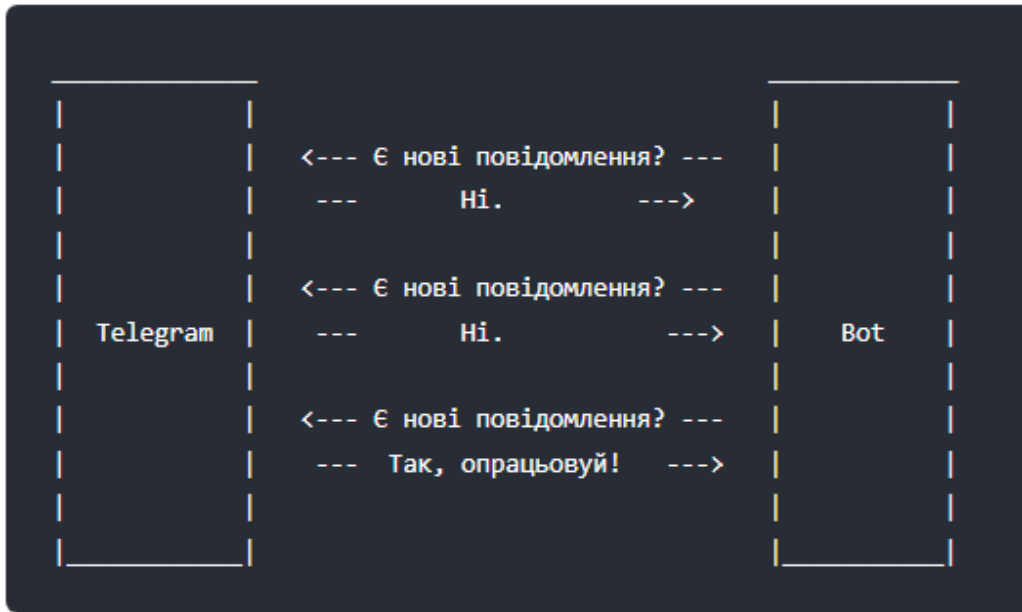 <--- Є нові повідомлення? ---
--- Ні. --->
<--- Є нові повідомлення? ---
Telegram --- Ні. ---> Bot
<--- Є нові повідомлення? ---
--- Так, опрацьовуй! --->